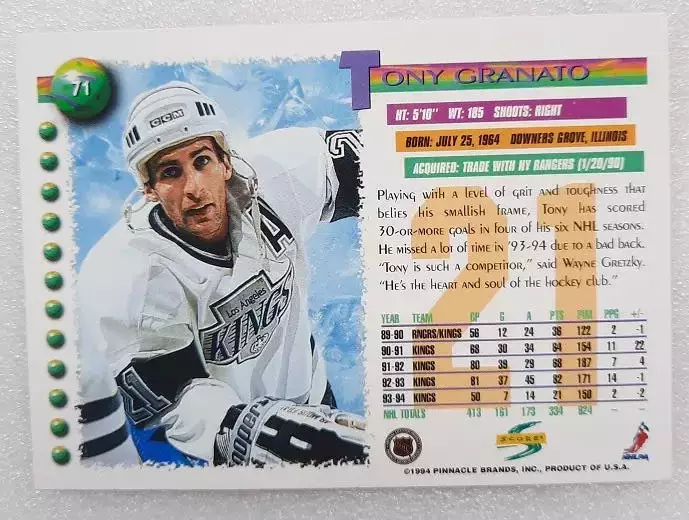 71
TONY GRANATO
HT: 5'10" WT: 185 SHOOTS: RIGHT
BORN: JULY 25, 1964 DOWNERS GROVE, ILLINOIS
ACQUIRED: TRADE WITH NY RANGERS (1/20/90)
PLAYING WITH A LEVEL OF GRIT AND TOUGHNESS THAT
BELIES HIS SMALLISH FRAME, TONY HAS SCORED
30-OR-MORE GOALS IN FOUR OF HIS SIX NHL SEASONS.
HE MISSED A LOT OF TIME IN '93-94 DUE TO A BAD BACK.
"TONY IS SUCH A COMPETITOR," SAID WAYNE GRETZKY.
"HE'S THE HEART AND SOUL OF THE HOCKEY CLUB."
21
YEAR TEAM GP G A PTS PIM PPG +/-
89-90 RNGRS/KINGS 56 12 24 36 122 2 -1
90-91 KINGS 68 30 34 64 154 11 22
91-92 KINGS 80 39 29 68 187 7 4
92-93 KINGS 81 37 45 82 171 14 -1
93-94 KINGS 50 7 14 21 150 2 -2
NHL TOTALS 413 161 173 334 924 -- --
CCM
A
Los Angeles
KINGS
21
SCORE
NHLPA
©1994 PINNACLE BRANDS, INC., PRODUCT OF U.S.A.